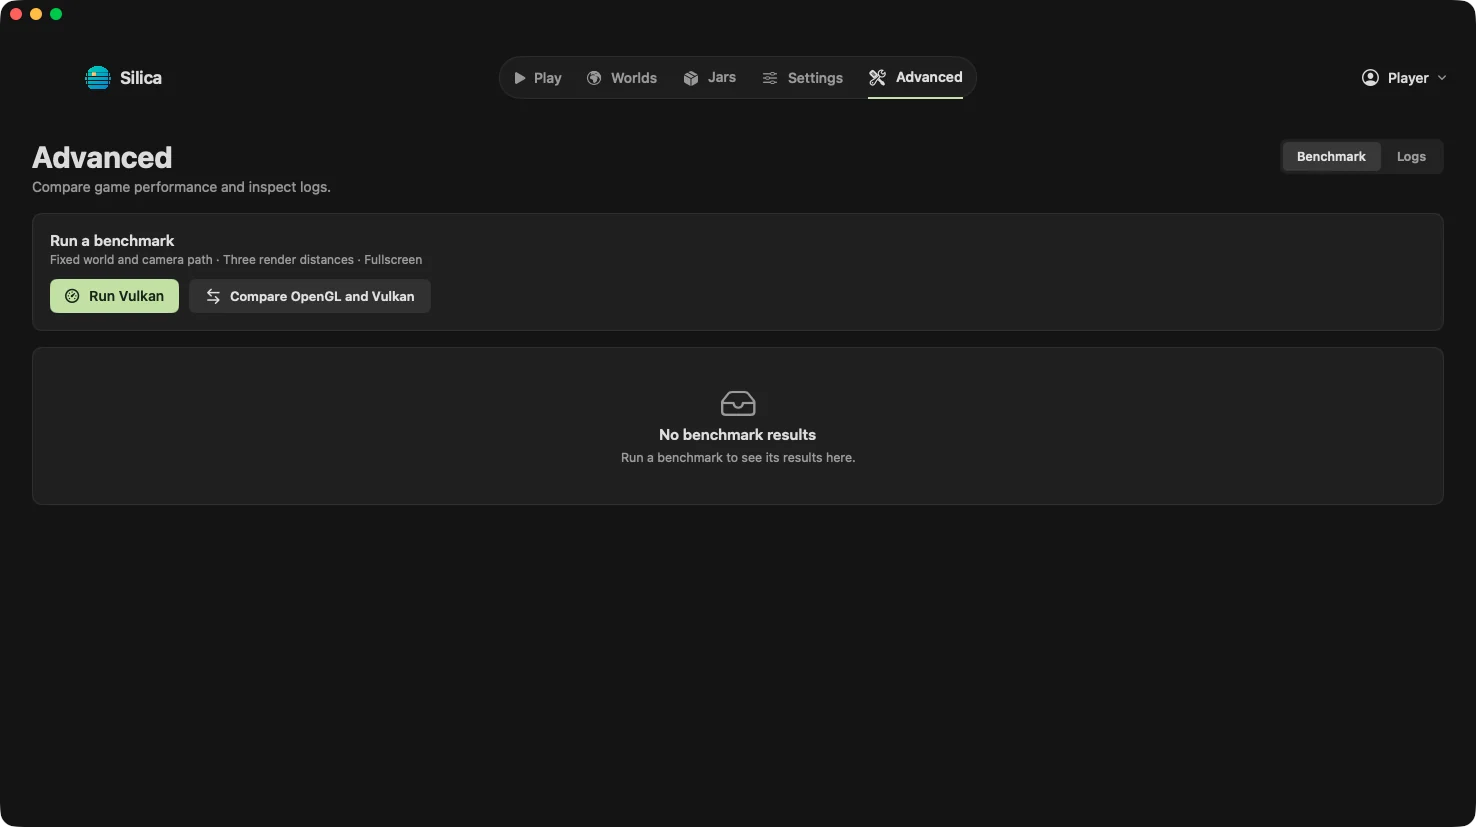 Silica
Play
Worlds
Jars
Settings
Advanced
Player
Advanced
Compare game performance and inspect logs.
Benchmark
Logs
Run a benchmark
Fixed world and camera path · Three render distances · Fullscreen
Run Vulkan
Compare OpenGL and Vulkan
No benchmark results
Run a benchmark to see its results here.